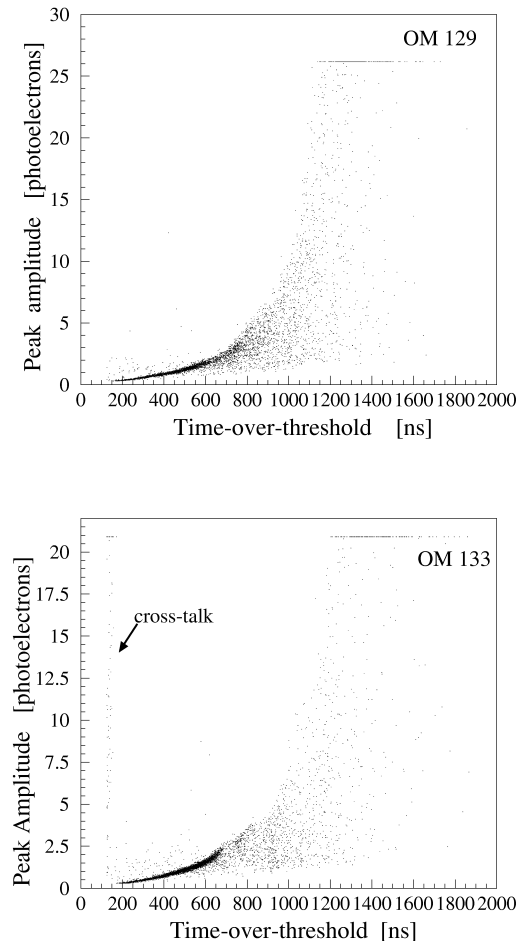 30
OM 129
25
20
15
10
5
0
Peak amplitude [photoelectrons]
0 200 400 600 800 1000 1200 1400 1600 1800 2000
Time-over-threshold [ns]
20
OM 133
17.5
cross-talk
15
12.5
10
7.5
5
2.5
0
Peak Amplitude [photoelectrons]
0 200 400 600 800 1000 1200 1400 1600 1800 2000
Time-over-threshold [ns]